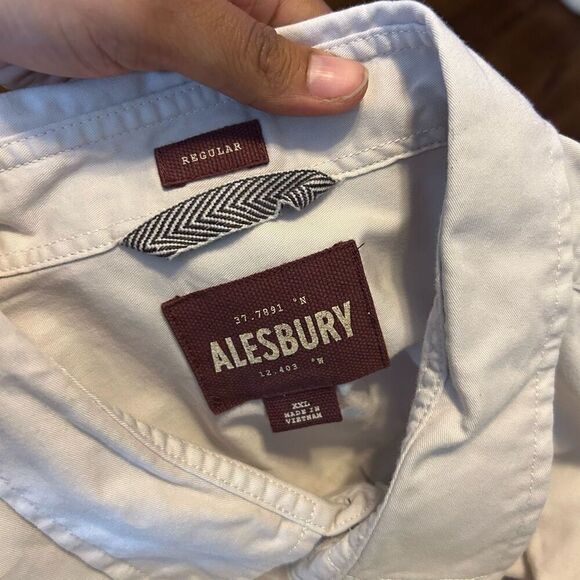 REGULAR
37.7891 °N
ALESBURY
12.403 °W
XXL
MADE IN
VIETNAM